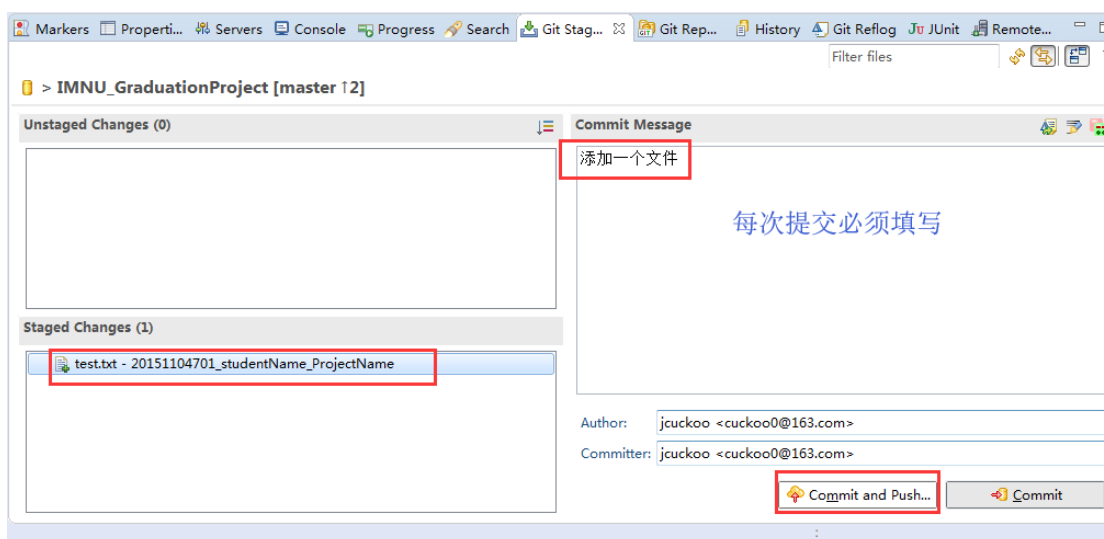 Markers Properti... Servers Console Progress Search Git Stag... Git Rep... History Git Reflog JUnit Remote...
Filter files
> IMNU_GraduationProject [master ↑2]
Unstaged Changes (0)
Commit Message
添加一个文件
每次提交必须填写
Staged Changes (1)
test.txt - 20151104701_studentName_ProjectName
Author: jcuckoo <cuckoo0@163.com>
Committer: jcuckoo <cuckoo0@163.com>
Commit and Push... Commit